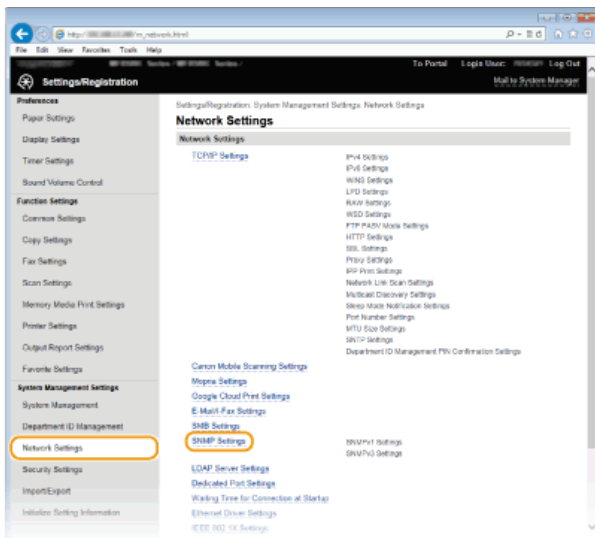 http://
m_network.html
File Edit View Favorites Tools Help
To Portal Login User: Log Out
Settings/Registration
Mail to System Manager
Preferences
Paper Settings
Display Settings
Timer Settings
Sound Volume Control
Function Settings
Common Settings
Copy Settings
Fax Settings
Scan Settings
Memory Media Print Settings
Printer Settings
Output Report Settings
Favorite Settings
System Management Settings
System Management
Department ID Management
Network Settings
Security Settings
Import/Export
Initialize Setting Information
Settings/Registration: System Management Settings: Network Settings
Network Settings
Network Settings
TCP/IP Settings
IPv4 Settings
IPv6 Settings
WINS Settings
LPD Settings
RAW Settings
WSD Settings
FTP PASV Mode Settings
HTTP Settings
SSL Settings
Proxy Settings
IPP Print Settings
Network Link Scan Settings
Multicast Discovery Settings
Sleep Mode Notification Settings
Port Number Settings
MTU Size Settings
SNTP Settings
Department ID Management PIN Confirmation Settings
Canon Mobile Scanning Settings
Mopria Settings
Google Cloud Print Settings
E-Mail/I-Fax Settings
SMB Settings
SNMP Settings
SNMPv1 Settings
SNMPv3 Settings
LDAP Server Settings
Dedicated Port Settings
Waiting Time for Connection at Startup
Ethernet Driver Settings
IEEE 802.1X Settings